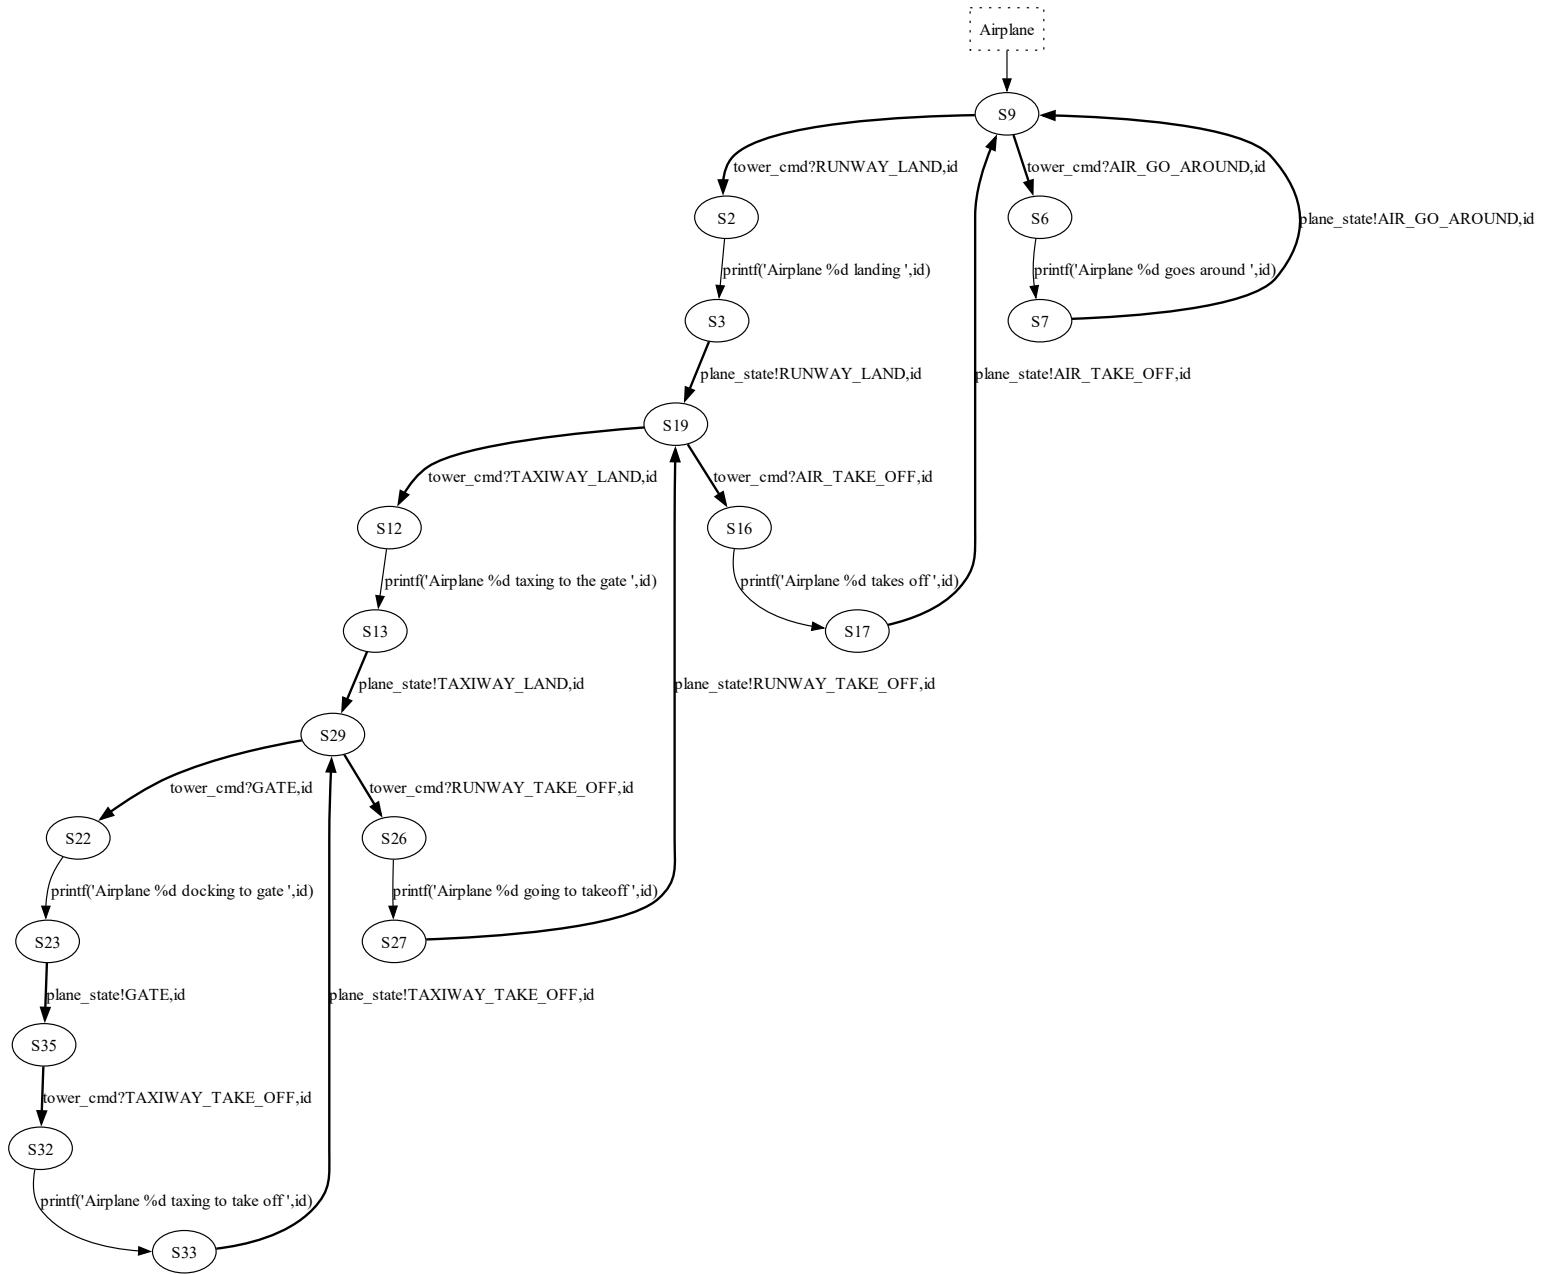 Airplane
S9
tower_cmd?RUNWAY_LAND,id
tower_cmd?AIR_GO_AROUND,id
S2
S6
plane_state!AIR_GO_AROUND,id
printf('Airplane %d landing ',id)
printf('Airplane %d goes around ',id)
S3
S7
plane_state!RUNWAY_LAND,id
plane_state!AIR_TAKE_OFF,id
S19
tower_cmd?TAXIWAY_LAND,id
tower_cmd?AIR_TAKE_OFF,id
S12
S16
printf('Airplane %d taxing to the gate ',id)
printf('Airplane %d takes off ',id)
S13
S17
plane_state!TAXIWAY_LAND,id
plane_state!RUNWAY_TAKE_OFF,id
S29
tower_cmd?GATE,id
tower_cmd?RUNWAY_TAKE_OFF,id
S22
S26
printf('Airplane %d docking to gate ',id)
printf('Airplane %d going to takeoff ',id)
S23
S27
plane_state!GATE,id
plane_state!TAXIWAY_TAKE_OFF,id
S35
tower_cmd?TAXIWAY_TAKE_OFF,id
S32
printf('Airplane %d taxing to take off ',id)
S33